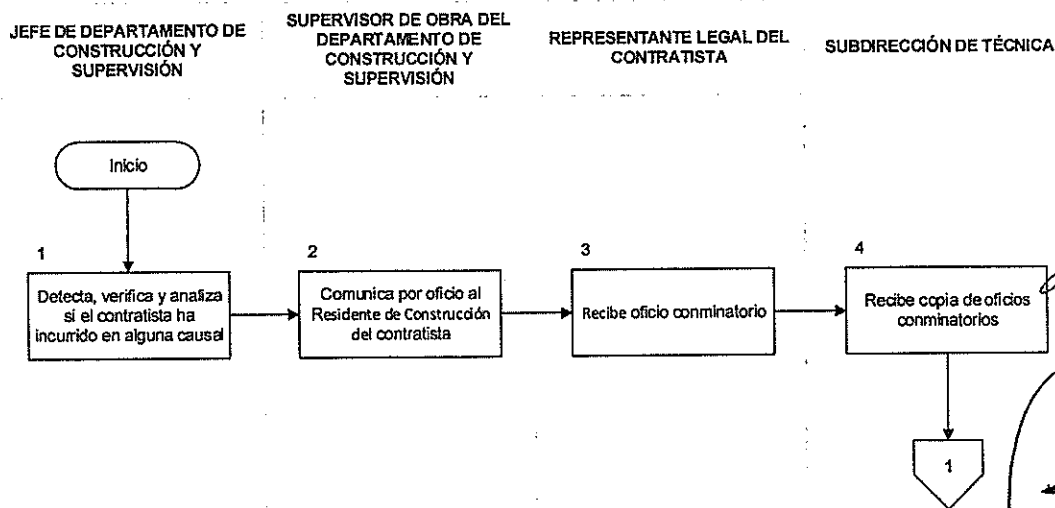 JEFE DE DEPARTAMENTO DE
CONSTRUCCIÓN Y
SUPERVISIÓN
SUPERVISOR DE OBRA DEL
DEPARTAMENTO DE
CONSTRUCCIÓN Y
SUPERVISIÓN
REPRESENTANTE LEGAL DEL
CONTRATISTA
SUBDIRECCIÓN DE TÉCNICA
Inicio
1
Detecta, verifica y analiza
si el contratista ha
incurrido en alguna causal
2
Comunica por oficio al
Residente de Construcción
del contratista
3
Recibe oficio conminatorio
4
Recibe copia de oficios
conminatorios
1